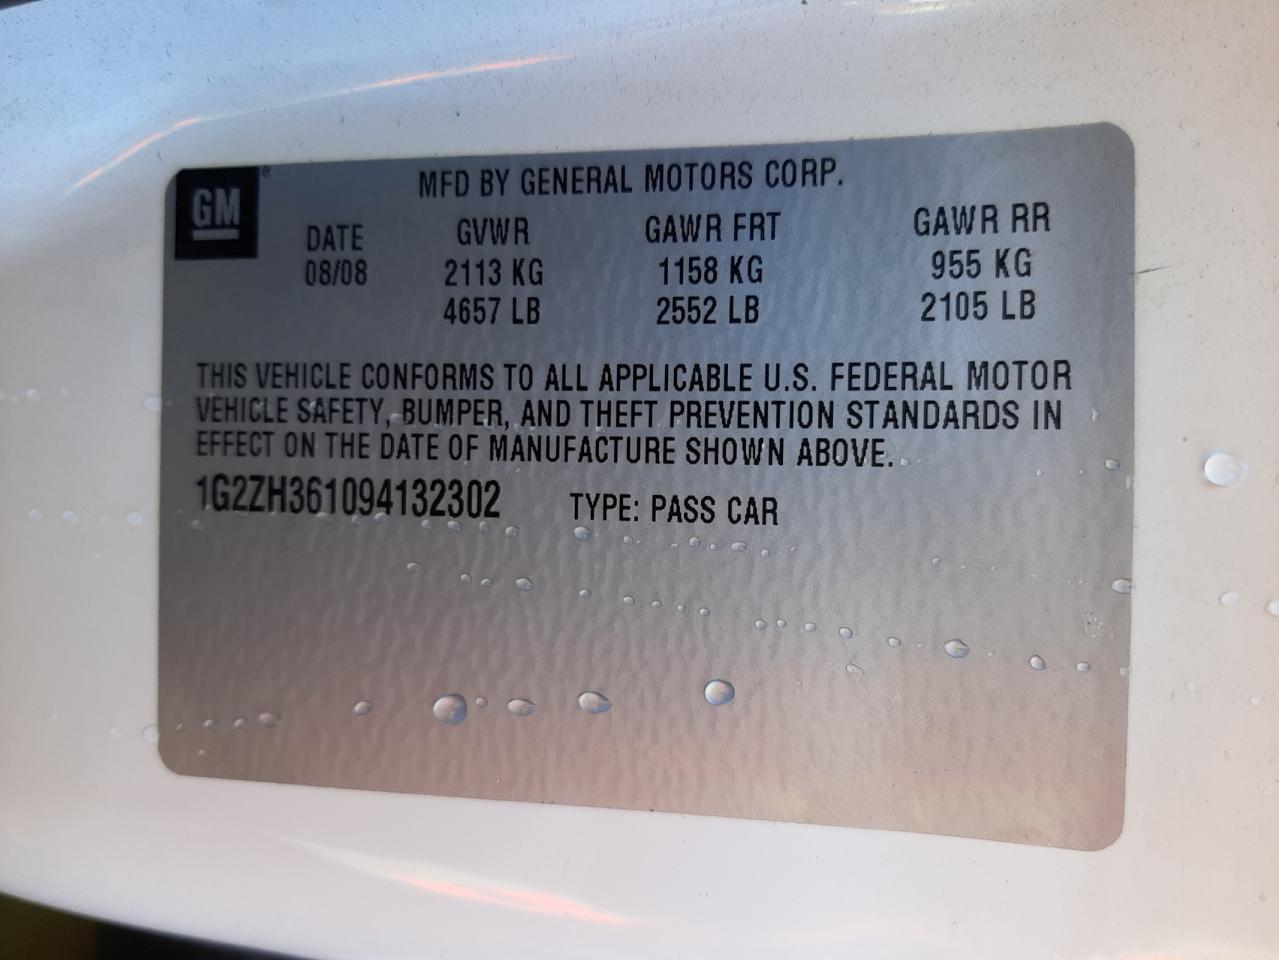 GM
MFD BY GENERAL MOTORS CORP.
DATE GVWR GAWR FRT GAWR RR
08/08 2113 KG 1158 KG 955 KG
4657 LB 2552 LB 2105 LB
THIS VEHICLE CONFORMS TO ALL APPLICABLE U.S. FEDERAL MOTOR
VEHICLE SAFETY, BUMPER, AND THEFT PREVENTION STANDARDS IN
EFFECT ON THE DATE OF MANUFACTURE SHOWN ABOVE.
1G2ZH361094132302 TYPE: PASS CAR